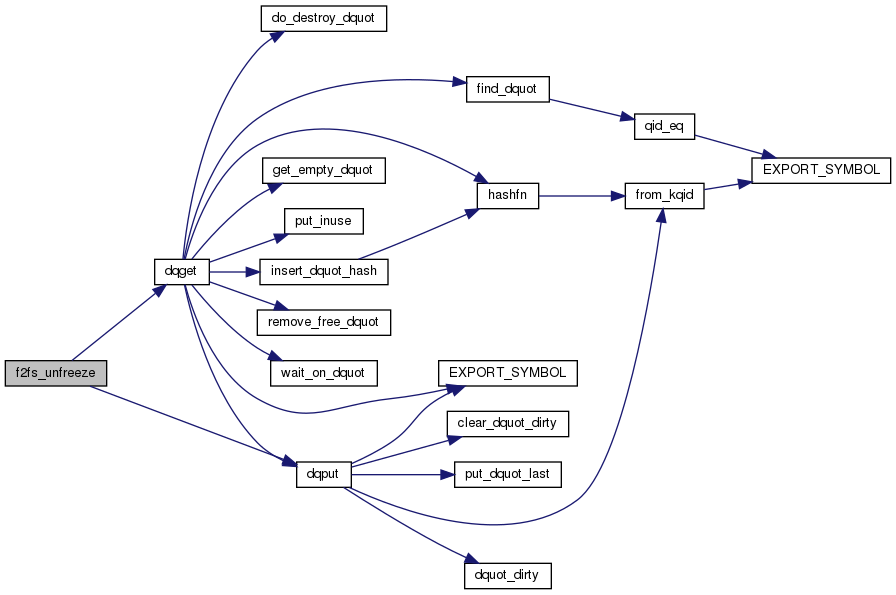 do_destroy_dquot
find_dquot
qid_eq
EXPORT_SYMBOL
get_empty_dquot
hashfn
from_kqid
put_inuse
dqget
insert_dquot_hash
remove_free_dquot
f2fs_unfreeze
wait_on_dquot
EXPORT_SYMBOL
clear_dquot_dirty
dqput
put_dquot_last
dquot_dirty